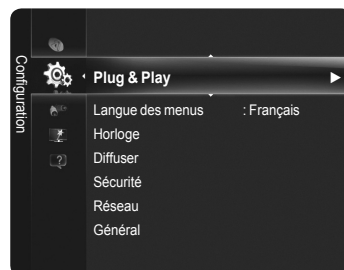 Configuration
Plug & Play
Langue des menus : Français
Horloge
Diffuser
Sécurité
Réseau
Général